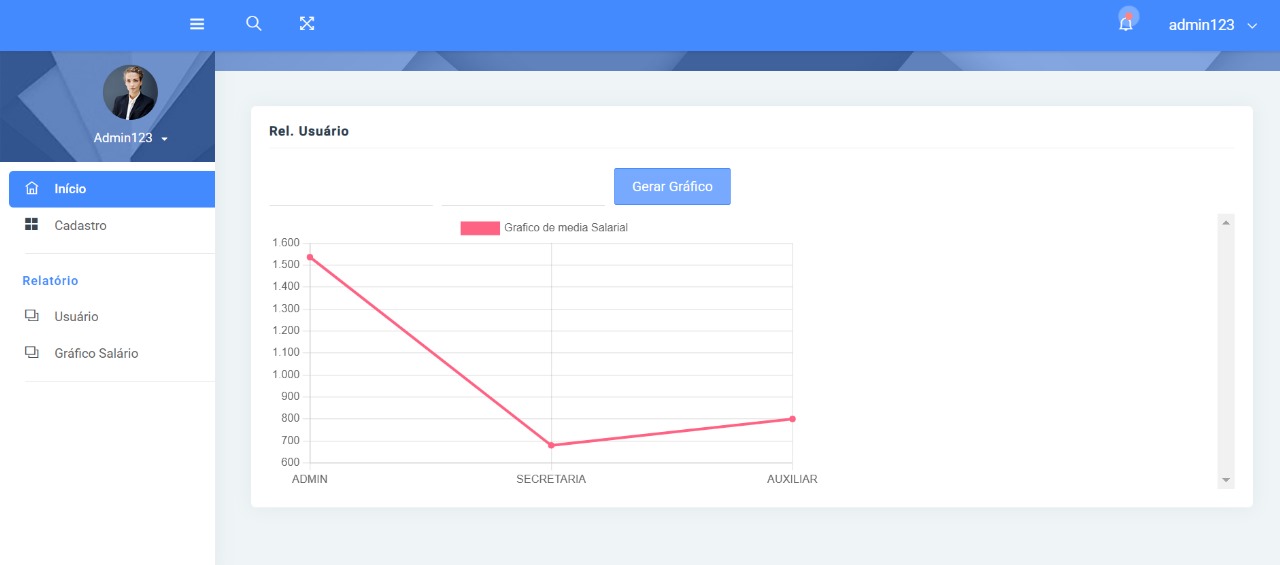 admin123
Admin123
Início
Cadastro
Relatório
Usuário
Gráfico Salário
Rel. Usuário
Gerar Gráfico
Grafico de media Salarial
1.600
1.500
1.400
1.300
1.200
1.100
1.000
900
800
700
600
ADMIN SECRETARIA AUXILIAR